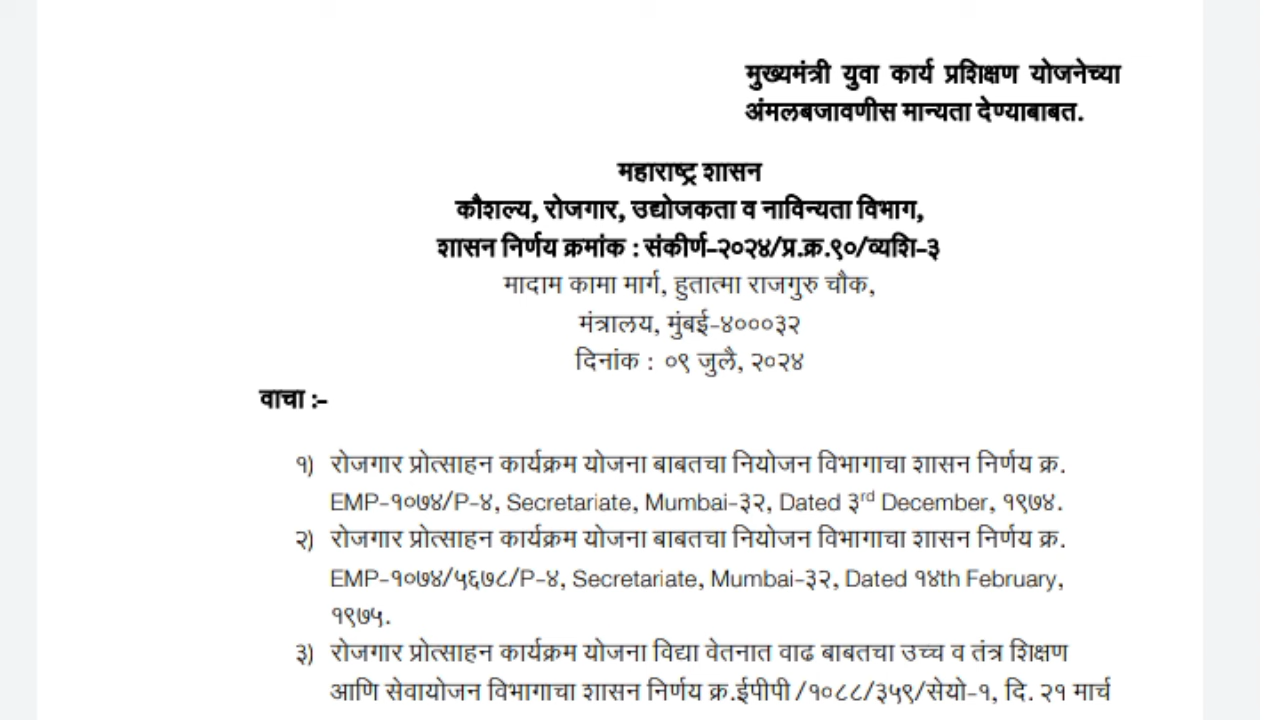 मुख्यमंत्री युवा कार्य प्रशिक्षण योजनेच्या
अंमलबजावणीस मान्यता देण्याबाबत.
महाराष्ट्र शासन
कौशल्य, रोजगार, उद्योजकता व नाविन्यता विभाग,
शासन निर्णय क्रमांक : संकीर्ण-२०२४/प्र.क्र.९०/व्यशि-३
मादाम कामा मार्ग, हुतात्मा राजगुरु चौक,
मंत्रालय, मुंबई-४०००३२
दिनांक : ०९ जुलै, २०२४
वाचा :-
१) रोजगार प्रोत्साहन कार्यक्रम योजना बाबतचा नियोजन विभागाचा शासन निर्णय क्र.
EMP-१०७४/P-४, Secretariate, Mumbai-३२, Dated ३rd December, १९७४.
२) रोजगार प्रोत्साहन कार्यक्रम योजना बाबतचा नियोजन विभागाचा शासन निर्णय क्र.
EMP-१०७४/५६७८/P-४, Secretariate, Mumbai-३२, Dated १४th February,
१९७५.
३) रोजगार प्रोत्साहन कार्यक्रम योजना विद्या वेतनात वाढ बाबतचा उच्च व तंत्र शिक्षण
आणि सेवायोजन विभागाचा शासन निर्णय क्र.ईपीपी /१०८८/३५९/सेयो-१, दि. २१ मार्च